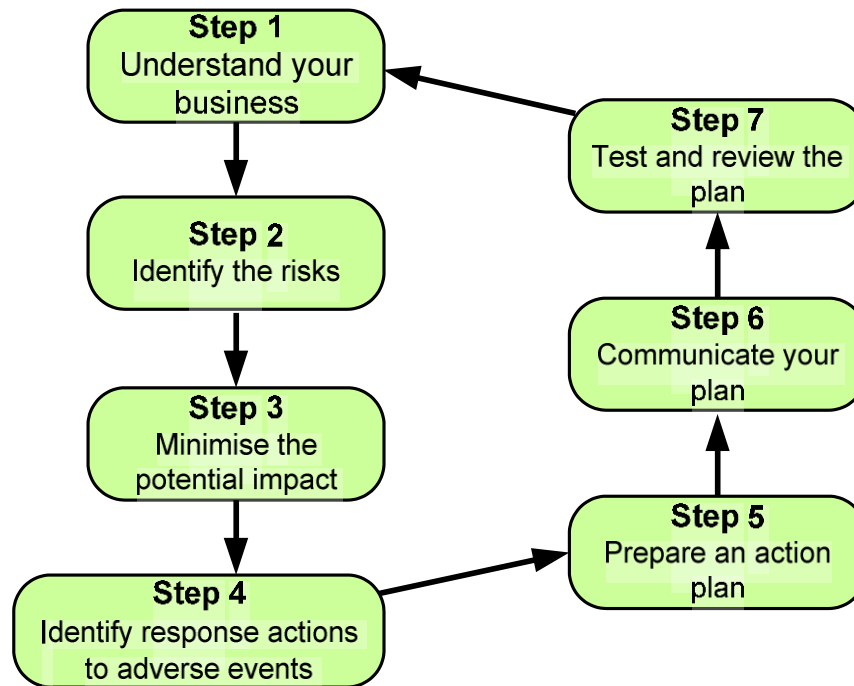 Step 1
Understand your
business
Step 2
Identify the risks
Step 3
Minimise the
potential impact
Step 4
Identify response actions
to adverse events
Step 5
Prepare an action
plan
Step 6
Communicate your
plan
Step 7
Test and review the
plan